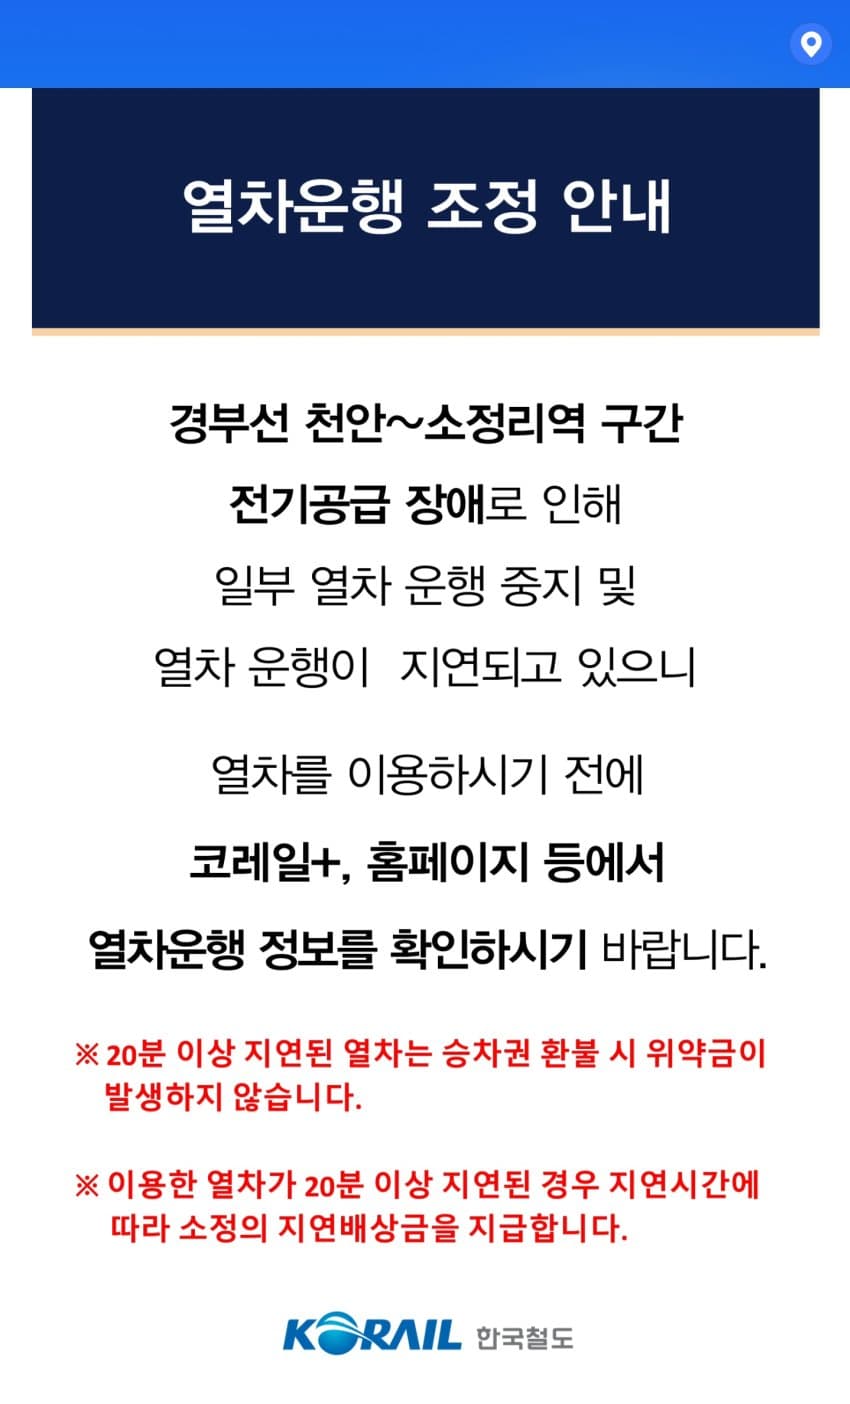 열차운행 조정 안내
경부선 천안~소정리역 구간
전기공급 장애로 인해
일부 열차 운행 중지 및
열차 운행이 지연되고 있으니
열차를 이용하시기 전에
코레일+, 홈페이지 등에서
열차운행 정보를 확인하시기 바랍니다.
※ 20분 이상 지연된 열차는 승차권 환불 시 위약금이
발생하지 않습니다.
※ 이용한 열차가 20분 이상 지연된 경우 지연시간에
따라 소정의 지연배상금을 지급합니다.
KORAIL 한국철도